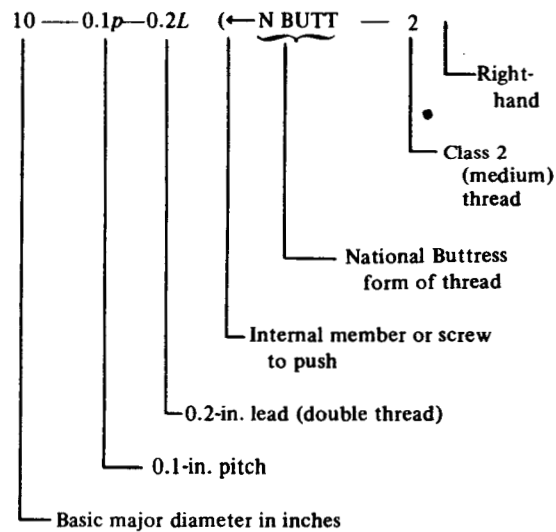 10 — 0.1p—0.2L (←N BUTT — 2
Right-
hand
Class 2
(medium)
thread
National Buttress
form of thread
Internal member or screw
to push
0.2-in. lead (double thread)
0.1-in. pitch
Basic major diameter in inches